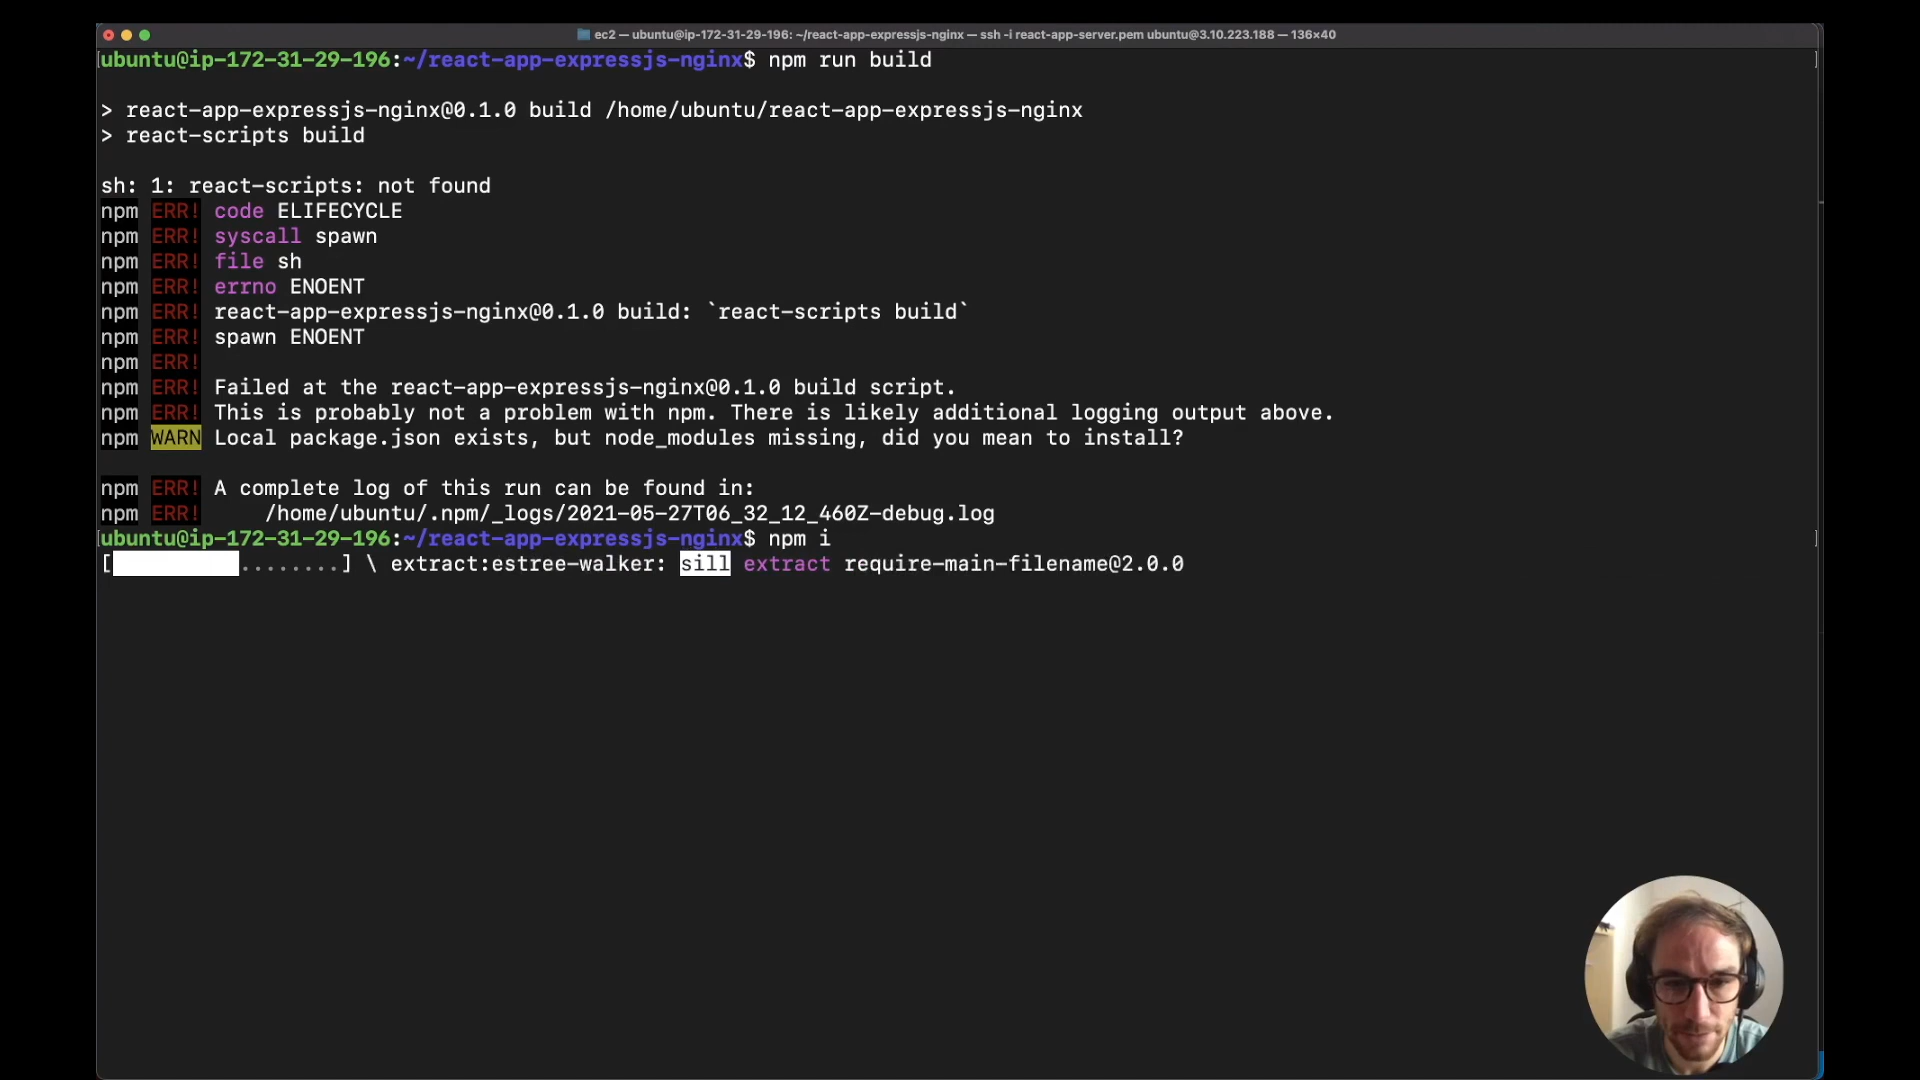 ec2 — ubuntu@ip-172-31-29-196: ~/react-app-expressjs-nginx — ssh -i react-app-server.pem ubuntu@3.10.223.188 — 136×40
[ubuntu@ip-172-31-29-196:~/react-app-expressjs-nginx$ npm run build ]
> react-app-expressjs-nginx@0.1.0 build /home/ubuntu/react-app-expressjs-nginx
> react-scripts build
sh: 1: react-scripts: not found
npm ERR! code ELIFECYCLE
npm ERR! syscall spawn
npm ERR! file sh
npm ERR! errno ENOENT
npm ERR! react-app-expressjs-nginx@0.1.0 build: `react-scripts build`
npm ERR! spawn ENOENT
npm ERR!
npm ERR! Failed at the react-app-expressjs-nginx@0.1.0 build script.
npm ERR! This is probably not a problem with npm. There is likely additional logging output above.
npm WARN Local package.json exists, but node_modules missing, did you mean to install?
npm ERR! A complete log of this run can be found in:
npm ERR!     /home/ubuntu/.npm/_logs/2021-05-27T06_32_12_460Z-debug.log
[ubuntu@ip-172-31-29-196:~/react-app-expressjs-nginx$ npm i ]
[          ........] \ extract:estree-walker: sill extract require-main-filename@2.0.0